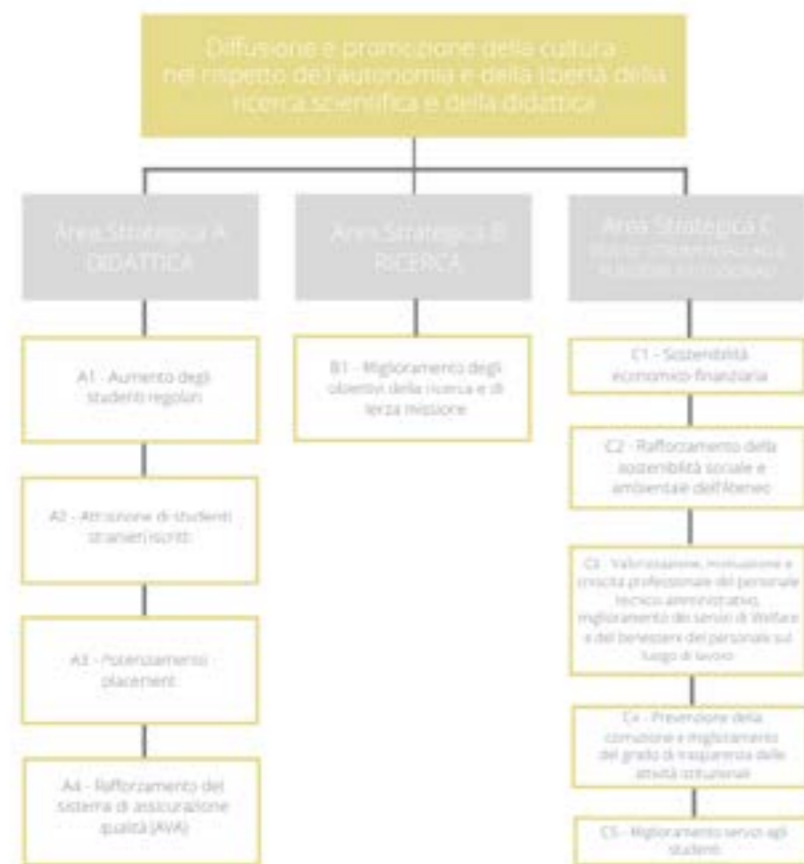 Diffusione e promozione della cultura
nel rispetto dell'autonomia e della libertà della
ricerca scientifica e della didattica
Area Strategica A
DIDATTICA
Area Strategica B
RICERCA
Area Strategica C
A1 - Aumento degli
studenti regolari
A2 - Attrazione di studenti
stranieri iscritti
A3 - Potenziamento
placement
A4 - Rafforzamento del
sistema di assicurazione
qualità (AVA)
B1 - Miglioramento degli
obiettivi della ricerca e di
terza missione
C1 - Sostenibilità
economico-finanziaria
C2 - Rafforzamento della
sostenibilità sociale e
ambientale dell'Ateneo
C3 - Valorizzazione, motivazione e
crescita professionale del personale
tecnico amministrativo,
miglioramento dei servizi di Welfare
e del benessere del personale sul
luogo di lavoro
C4 - Prevenzione della
corruzione e miglioramento
del grado di trasparenza delle
attività istituzionali
C5 - Miglioramento servizi agli
studenti